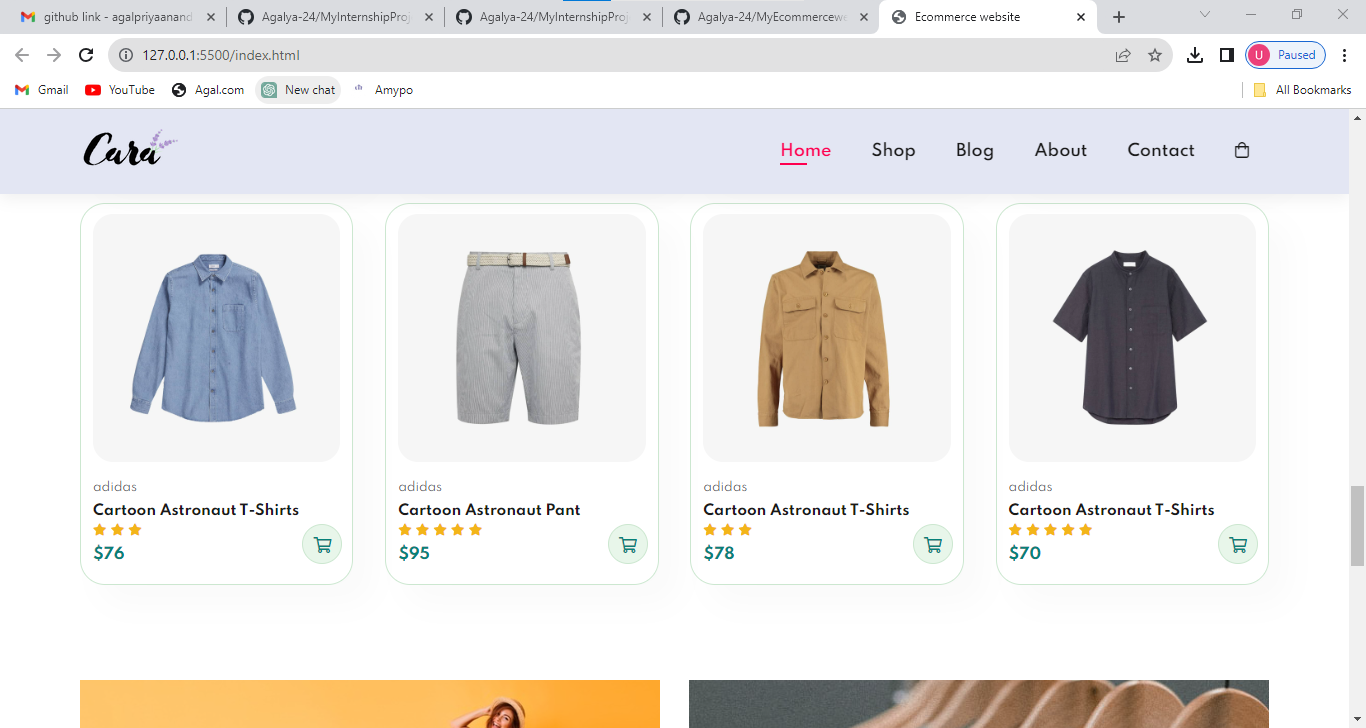 github link - agalpriyaanand
Agalya-24/MyInternshipProj
Agalya-24/MyInternshipProj
Agalya-24/MyEcommercewe
Ecommerce website
127.0.0.1:5500/index.html
U Paused
Gmail
YouTube
Agal.com
New chat
Amypo
All Bookmarks
Cara
Home
Shop
Blog
About
Contact
adidas
Cartoon Astronaut T-Shirts
$76
adidas
Cartoon Astronaut Pant
$95
adidas
Cartoon Astronaut T-Shirts
$78
adidas
Cartoon Astronaut T-Shirts
$70